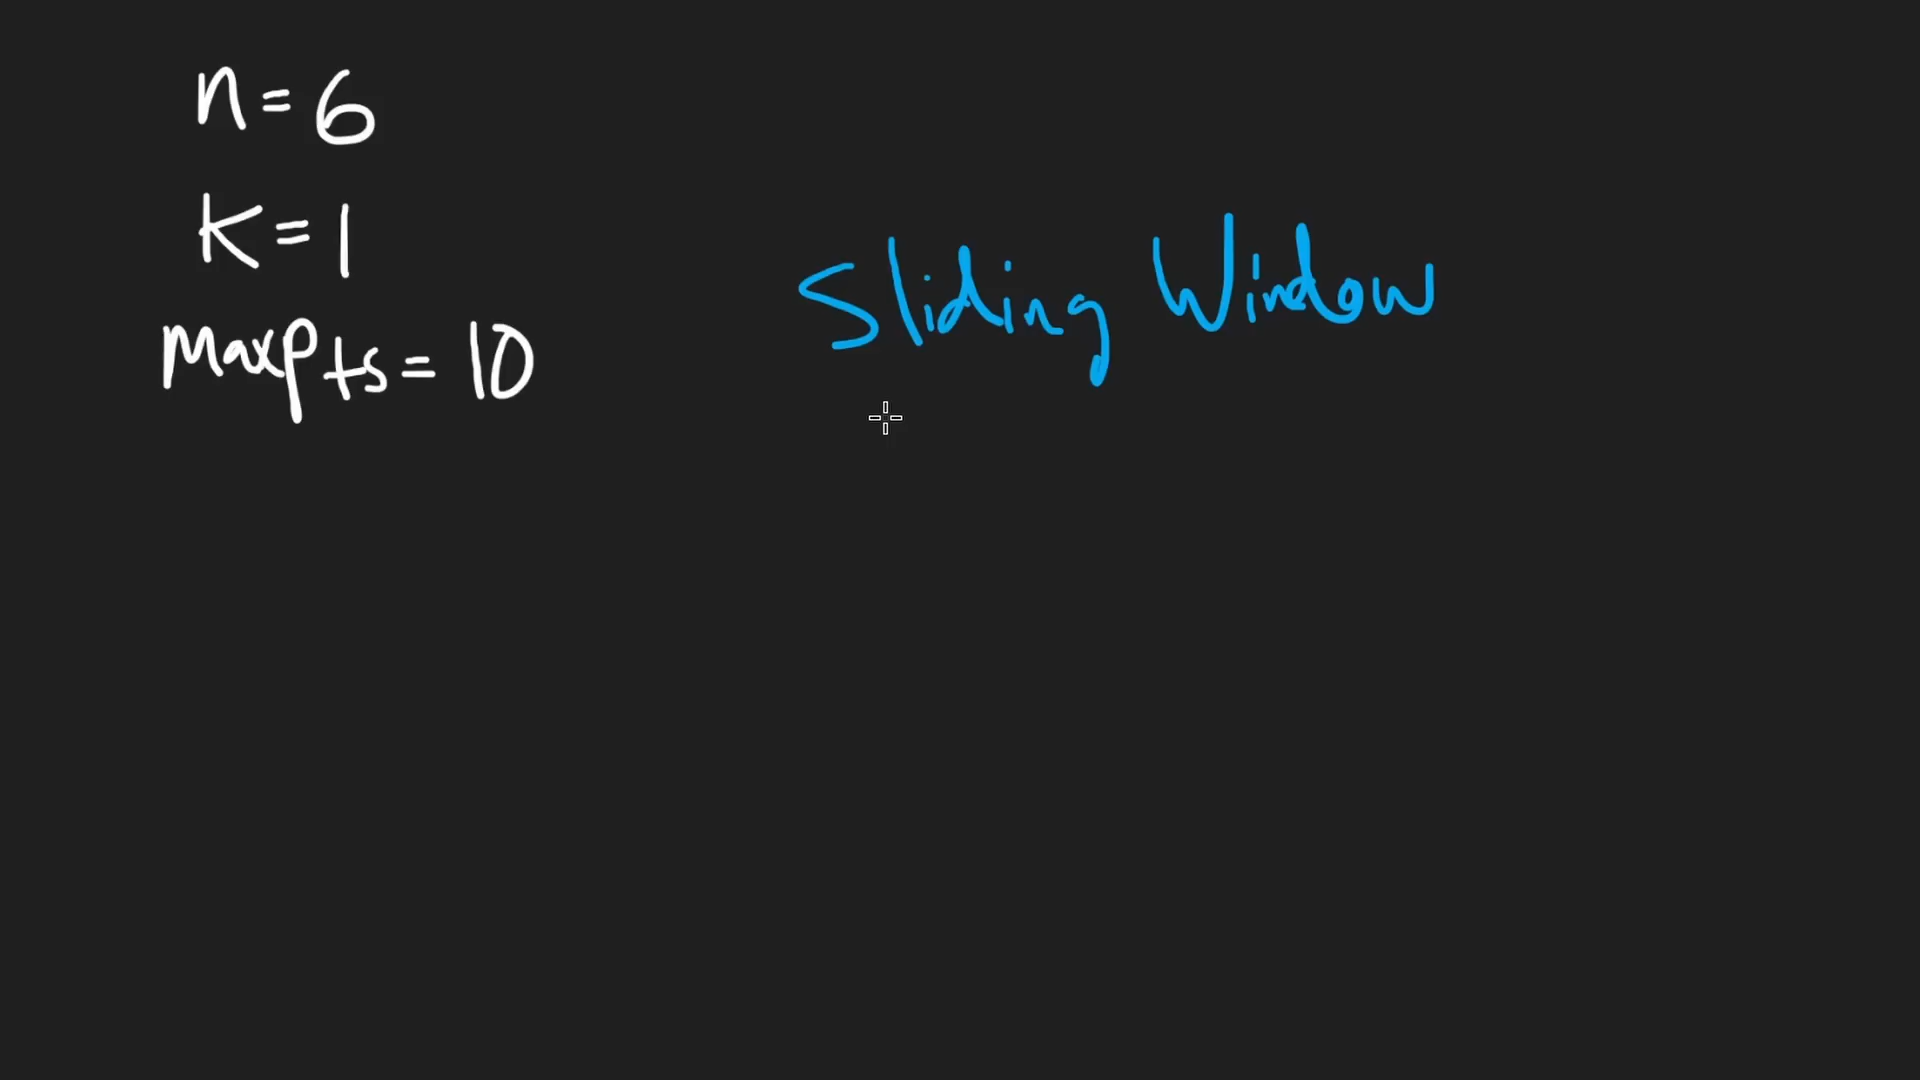 n = 6
K = 1
Maxpts = 10
Sliding Window